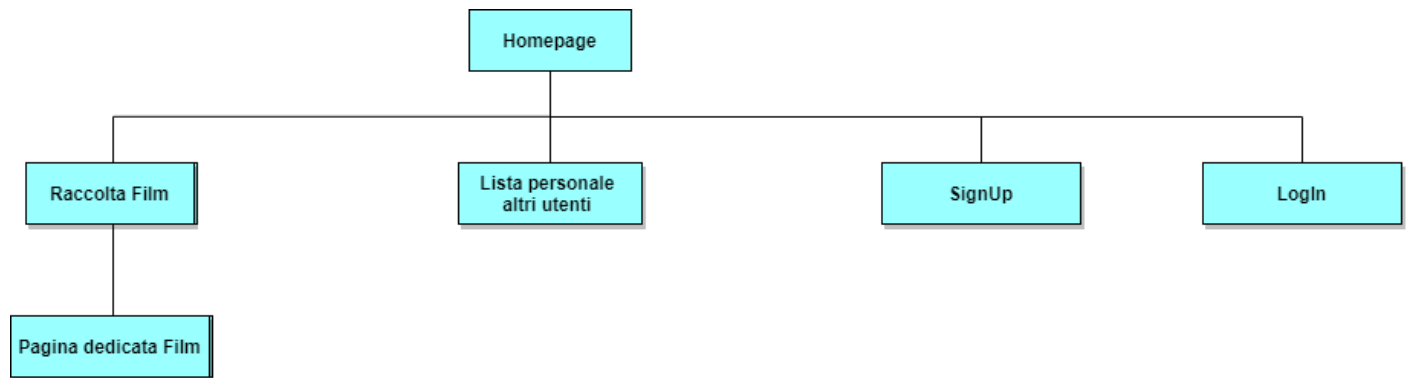 Homepage
Raccolta Film
Lista personale
altri utenti
SignUp
LogIn
Pagina dedicata Film